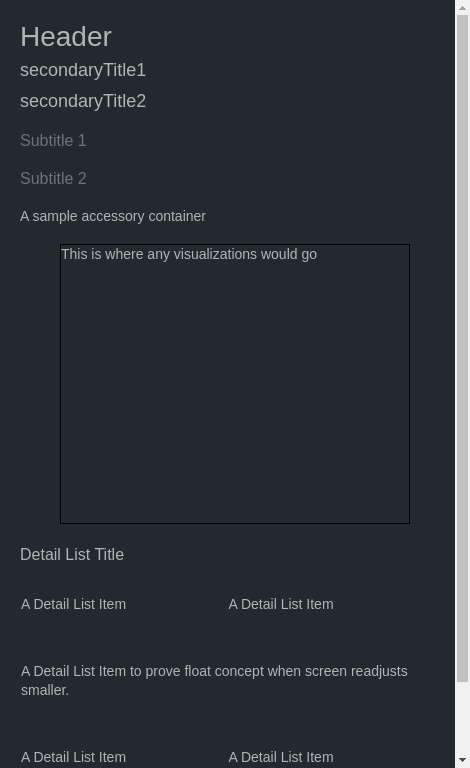 Header
secondaryTitle1
secondaryTitle2
Subtitle 1
Subtitle 2
A sample accessory container
This is where any visualizations would go
Detail List Title
A Detail List Item A Detail List Item
A Detail List Item to prove float concept when screen readjusts
smaller.
A Detail List Item A Detail List Item